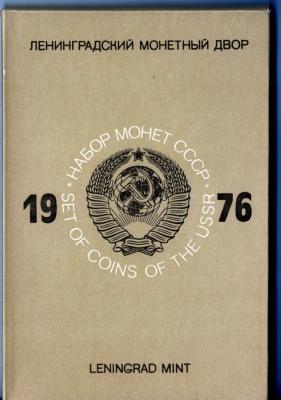 ЛЕНИНГРАДСКИЙ МОНЕТНЫЙ ДВОР
* НАБОР МОНЕТ СССР *
SET OF COINS OF THE USSR
19 76
LENINGRAD MINT